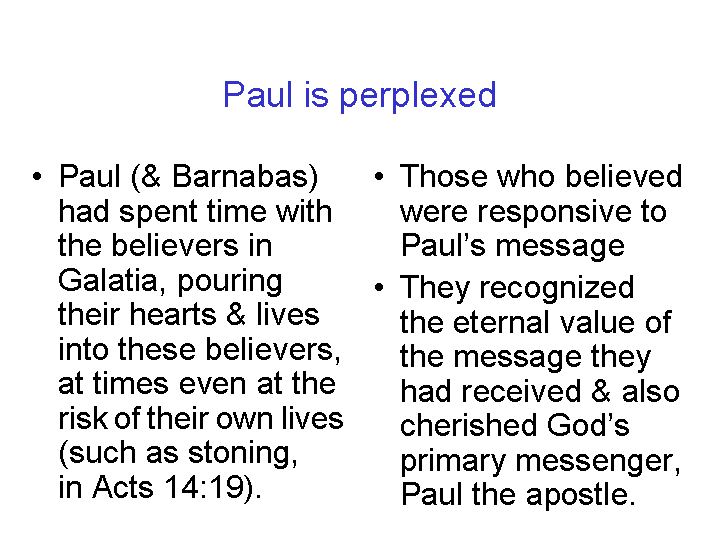 Paul is perplexed
• Paul (& Barnabas)
had spent time with
the believers in
Galatia, pouring
their hearts & lives
into these believers,
at times even at the
risk of their own lives
(such as stoning,
in Acts 14:19).
• Those who believed
were responsive to
Paul’s message
• They recognized
the eternal value of
the message they
had received & also
cherished God’s
primary messenger,
Paul the apostle.